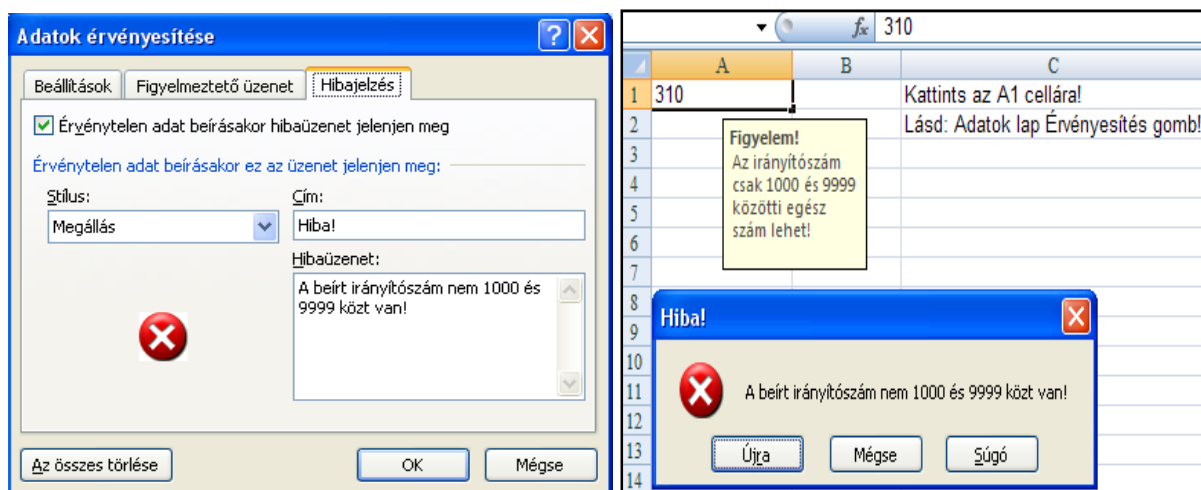 Adatok érvényesítése
Beállítások Figyelmeztető üzenet Hibajelzés
Érvénytelen adat beírásakor hibaüzenet jelenjen meg
Érvénytelen adat beírásakor ez az üzenet jelenjen meg:
Stílus: Cím:
Megállás Hiba!
Hibaüzenet:
A beírt irányítószám nem 1000 és
9999 közt van!
Az összes törlése OK Mégse
fx 310
A B C
1 310 Kattints az A1 cellára!
2 Lásd: Adatok lap Érvényesítés gomb!
3
4
5
6
7
8
9
10
11
12
13
14
Figyelem!
Az irányítószám
csak 1000 és 9999
közötti egész
szám lehet!
Hiba!
A beírt irányítószám nem 1000 és 9999 közt van!
Újra Mégse Súgó